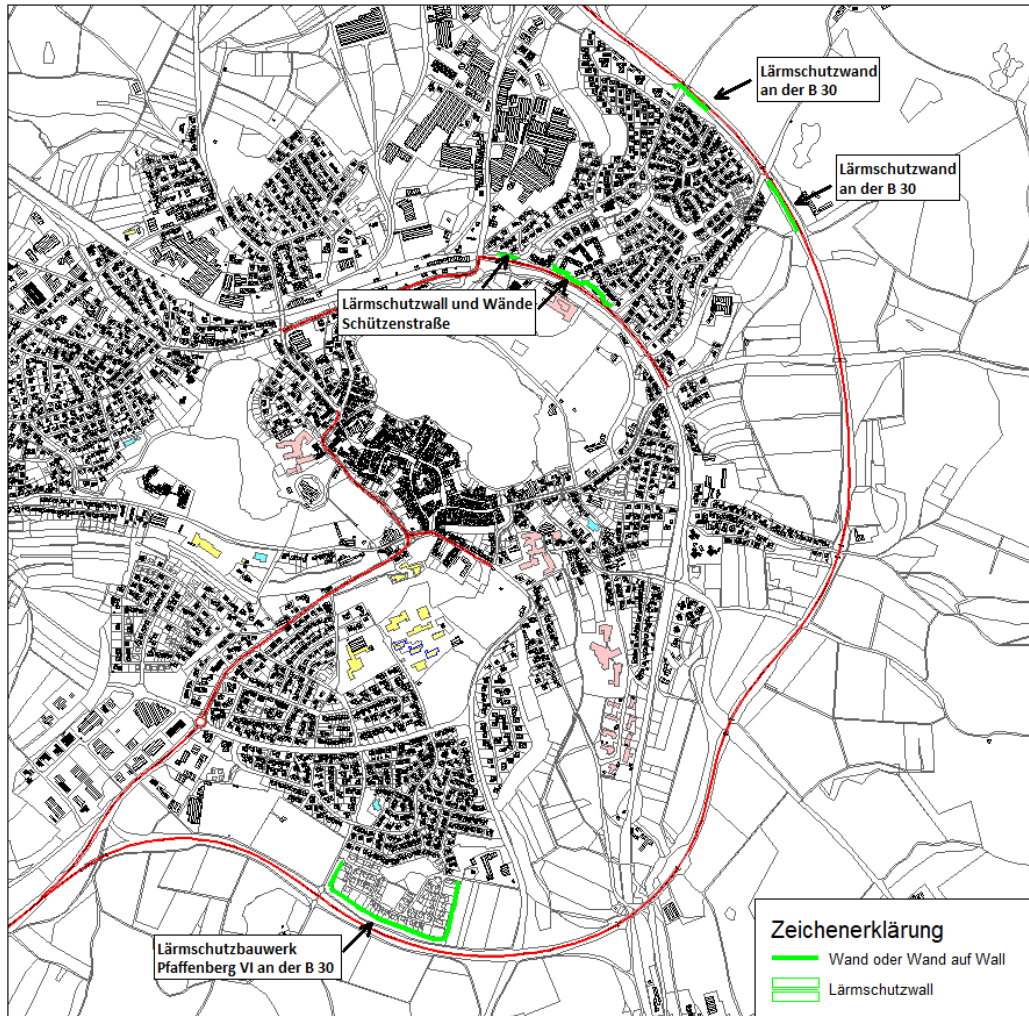 Lärmschutzwand
an der B 30
Lärmschutzwand
an der B 30
Lärmschutzwall und Wände
Schützenstraße
Lärmschutzbauwerk
Pfaffenberg VI an der B 30
Zeichenerklärung
Wand oder Wand auf Wall
Lärmschutzwall